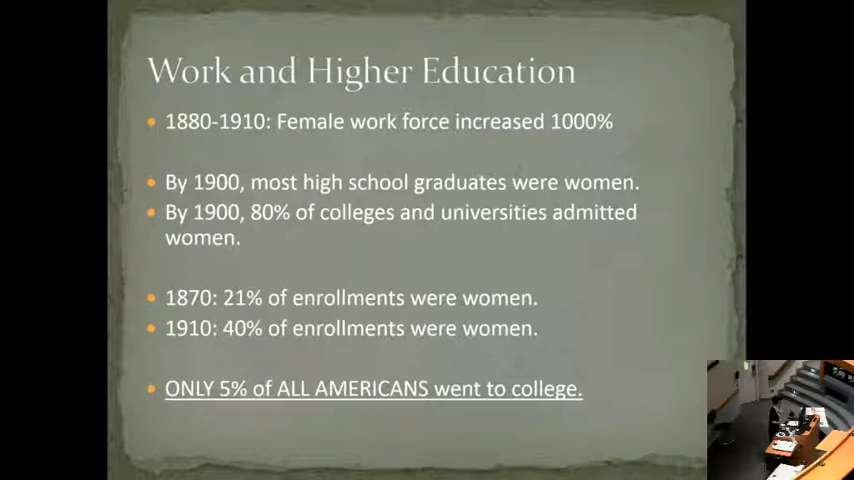 Work and Higher Education
• 1880-1910: Female work force increased 1000%
• By 1900, most high school graduates were women.
• By 1900, 80% of colleges and universities admitted
women.
• 1870: 21% of enrollments were women.
• 1910: 40% of enrollments were women.
• ONLY 5% of ALL AMERICANS went to college.